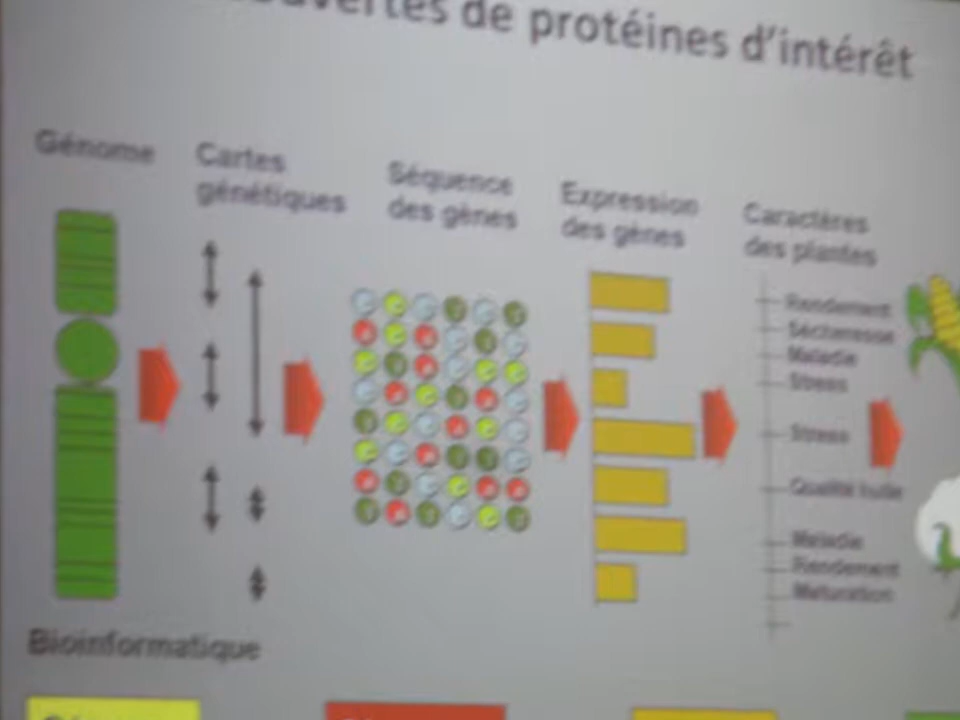 de protéines d'intérêt
Génome
Cartes
génétiques
Séquence
des gènes
Expression
des gènes
Caractères
des plantes
Rendement
Sécheresse
Maladie
Stress
Stress
Qualité huile
Maladie
Rendement
Maturation
Bioinformatique